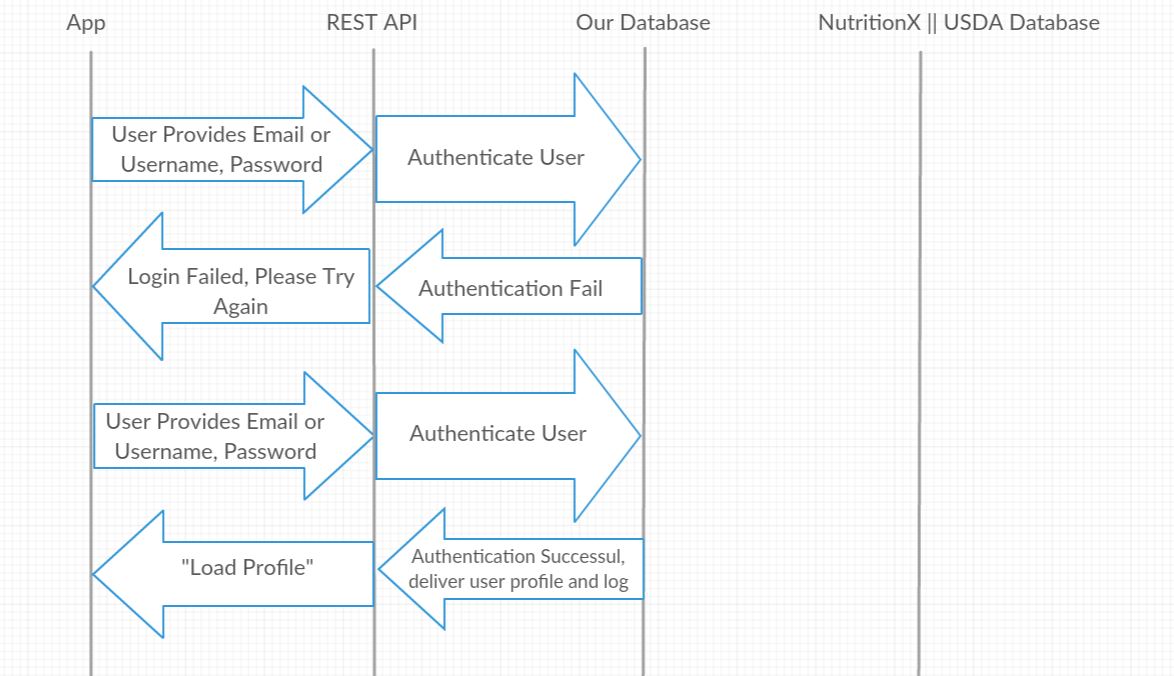 App
REST API
Our Database
NutritionX || USDA Database
User Provides Email or
Username, Password
Authenticate User
Login Failed, Please Try
Again
Authentication Fail
User Provides Email or
Username, Password
Authenticate User
"Load Profile"
Authentication Successul,
deliver user profile and log